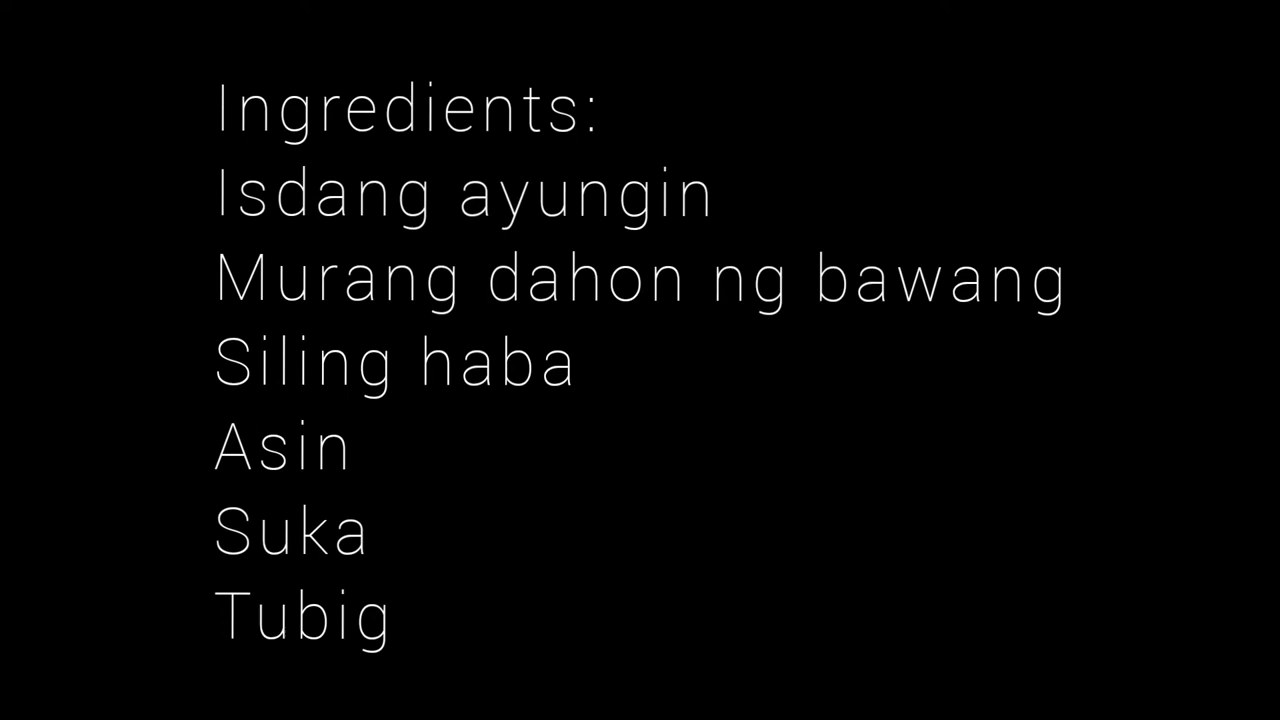 Ingredients:
Isdang ayungin
Murang dahon ng bawang
Siling haba
Asin
Suka
Tubig